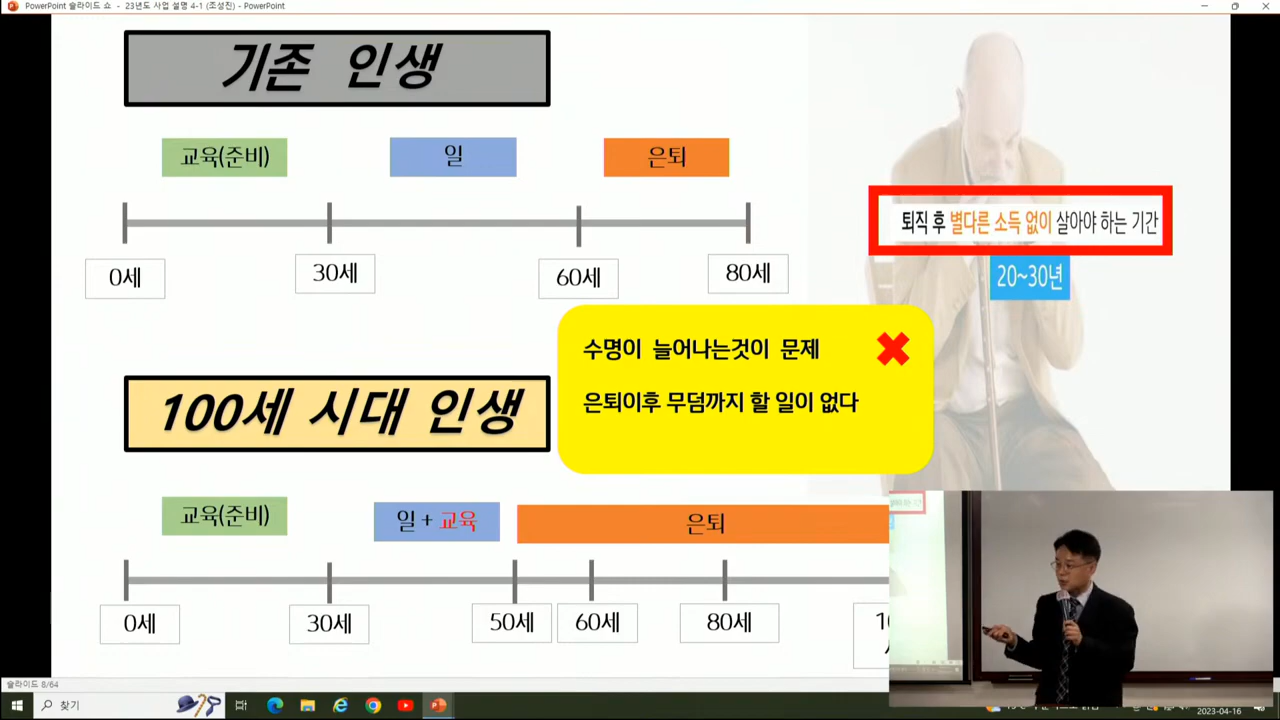 PowerPoint 슬라이드 쇼 - 23년도 사업 설명 4-1 (조성진) - PowerPoint
기존 인생
교육(준비)
일
은퇴
0세
30세
60세
80세
퇴직 후 별다른 소득 없이 살아야 하는 기간
20~30년
수명이 늘어나는것이 문제
은퇴이후 무덤까지 할 일이 없다
100세 시대 인생
교육(준비)
일 + 교육
은퇴
0세
30세
50세
60세
80세
슬라이드 8/64
찾기
2023-04-16